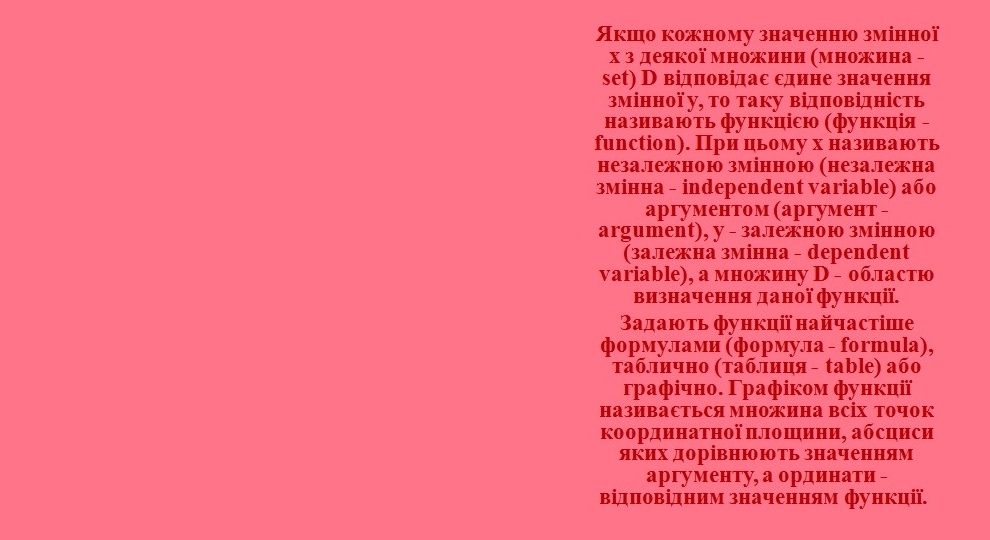 Якщо кожному значенню змінної
х з деякої множини (множина -
set) D відповідає єдине значення
змінної у, то таку відповідність
називають функцією (функція -
function). При цьому х називають
незалежною змінною (незалежна
змінна - independent variable) або
аргументом (аргумент -
argument), у - залежною змінною
(залежна змінна - dependent
variable), а множину D - областю
визначення даної функції.
Задають функції найчастіше
формулами (формула - formula),
таблично (таблиця - table) або
графічно. Графіком функції
називається множина всіх точок
координатної площини, абсциси
яких дорівнюють значенням
аргументу, а ординати -
відповідним значенням функції.